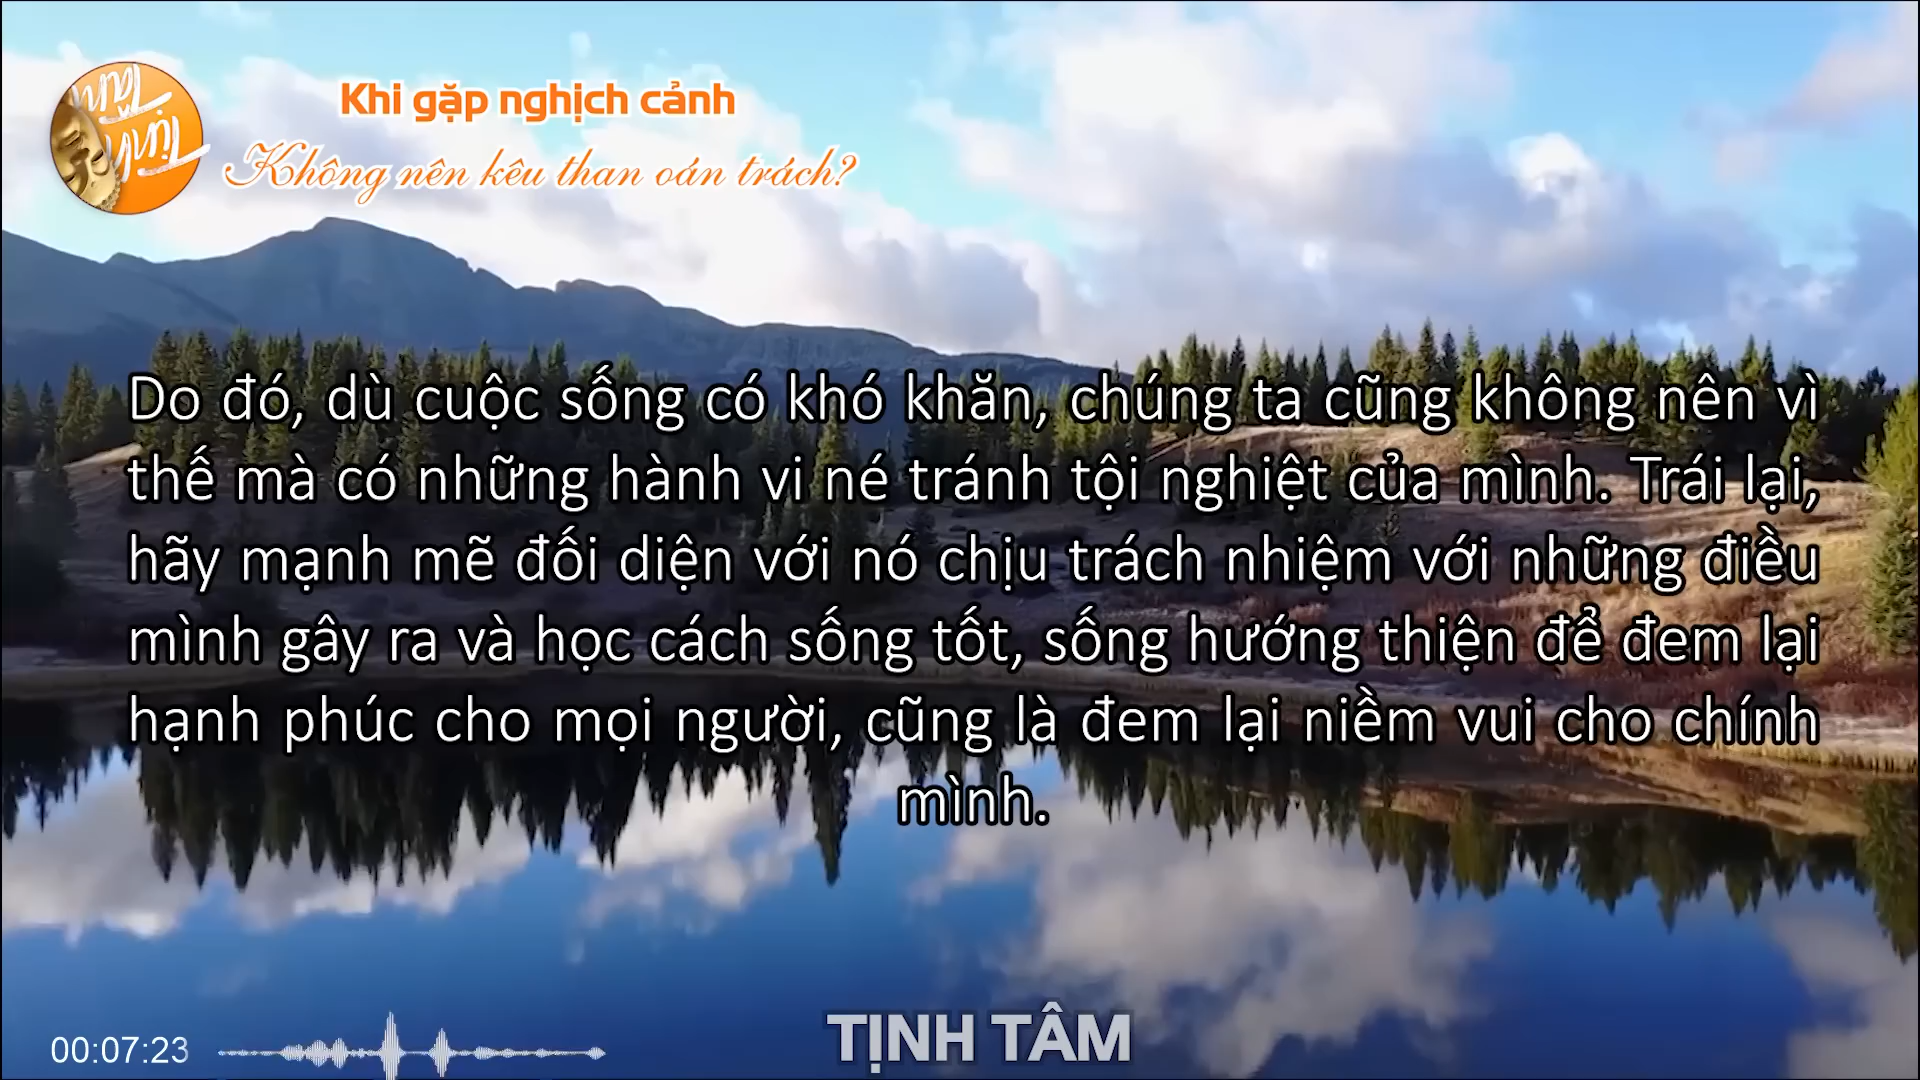 Tịnh Tâm
Khi gặp nghịch cảnh
Không nên kêu than oán trách?
Do đó, dù cuộc sống có khó khăn, chúng ta cũng không nên vì
thế mà có những hành vi né tránh tội nghiệt của mình. Trái lại,
hãy mạnh mẽ đối diện với nó chịu trách nhiệm với những điều
mình gây ra và học cách sống tốt, sống hướng thiện để đem lại
hạnh phúc cho mọi người, cũng là đem lại niềm vui cho chính
mình.
00:07:23
TỊNH TÂM